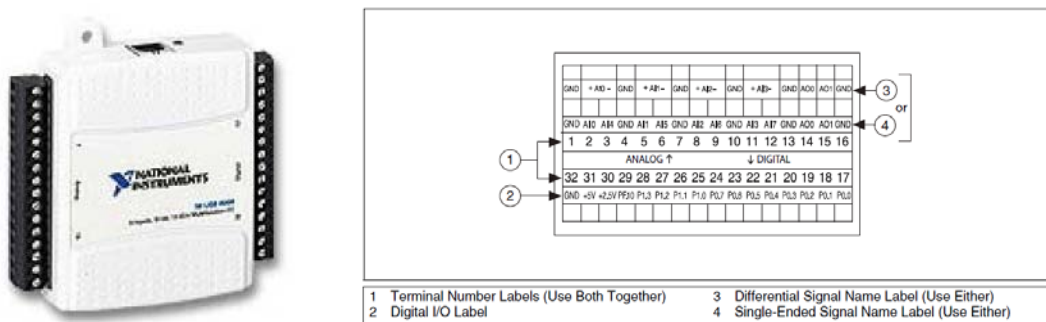 NATIONAL
INSTRUMENTS
GND + AI0 - GND + AI1 - GND + AI2 - GND + AI3 - GND AO0 AO1 GND
3
or
GND AI0 AI4 GND AI1 AI5 GND AI2 AI6 GND AI3 AI7 GND AO0 AO1 GND
4
1 2 3 4 5 6 7 8 9 10 11 12 13 14 15 16
1
ANALOG ↑ ↓ DIGITAL
32 31 30 29 28 27 26 25 24 23 22 21 20 19 18 17
2
GND +5V +2.5V PFI0 P1.3 P1.2 P1.1 P1.0 P0.7 P0.6 P0.5 P0.4 P0.3 P0.2 P0.1 P0.0
1 Terminal Number Labels (Use Both Together)
2 Digital I/O Label
3 Differential Signal Name Label (Use Either)
4 Single-Ended Signal Name Label (Use Either)